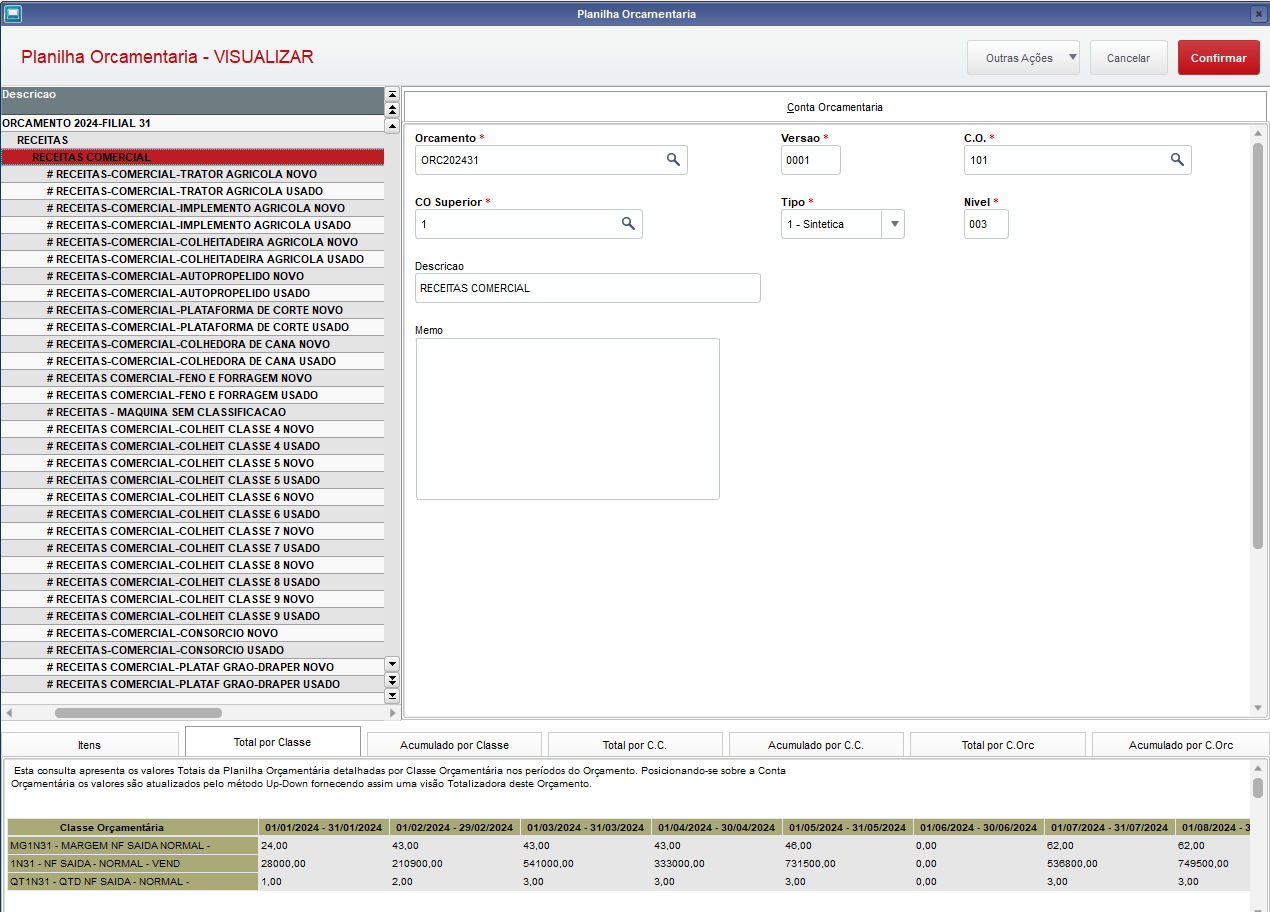 Planilha Orcamentaria
Planilha Orcamentaria - VISUALIZAR
Outras Ações
Cancelar
Confirmar
Descricao
ORCAMENTO 2024-FILIAL 31
RECEITAS
RECEITAS COMERCIAL
# RECEITAS-COMERCIAL-TRATOR AGRICOLA NOVO
# RECEITAS-COMERCIAL-TRATOR AGRICOLA USADO
# RECEITAS-COMERCIAL-IMPLEMENTO AGRICOLA NOVO
# RECEITAS-COMERCIAL-IMPLEMENTO AGRICOLA USADO
# RECEITAS-COMERCIAL-COLHEITADEIRA AGRICOLA NOVO
# RECEITAS-COMERCIAL-COLHEITADEIRA AGRICOLA USADO
# RECEITAS-COMERCIAL-AUTOPROPELIDO NOVO
# RECEITAS-COMERCIAL-AUTOPROPELIDO USADO
# RECEITAS-COMERCIAL-PLATAFORMA DE CORTE NOVO
# RECEITAS-COMERCIAL-PLATAFORMA DE CORTE USADO
# RECEITAS-COMERCIAL-COLHEDORA DE CANA NOVO
# RECEITAS-COMERCIAL-COLHEDORA DE CANA USADO
# RECEITAS COMERCIAL-FENO E FORRAGEM NOVO
# RECEITAS COMERCIAL-FENO E FORRAGEM USADO
# RECEITAS - MAQUINA SEM CLASSIFICACAO
# RECEITAS COMERCIAL-COLHEIT CLASSE 4 NOVO
# RECEITAS COMERCIAL-COLHEIT CLASSE 4 USADO
# RECEITAS COMERCIAL-COLHEIT CLASSE 5 NOVO
# RECEITAS COMERCIAL-COLHEIT CLASSE 5 USADO
# RECEITAS COMERCIAL-COLHEIT CLASSE 6 NOVO
# RECEITAS COMERCIAL-COLHEIT CLASSE 6 USADO
# RECEITAS COMERCIAL-COLHEIT CLASSE 7 NOVO
# RECEITAS COMERCIAL-COLHEIT CLASSE 7 USADO
# RECEITAS COMERCIAL-COLHEIT CLASSE 8 NOVO
# RECEITAS COMERCIAL-COLHEIT CLASSE 8 USADO
# RECEITAS COMERCIAL-COLHEIT CLASSE 9 NOVO
# RECEITAS COMERCIAL-COLHEIT CLASSE 9 USADO
# RECEITAS-COMERCIAL-CONSORCIO NOVO
# RECEITAS-COMERCIAL-CONSORCIO USADO
# RECEITAS COMERCIAL-PLATAF GRAO-DRAPER NOVO
# RECEITAS COMERCIAL-PLATAF GRAO-DRAPER USADO
Conta Orcamentaria
Orcamento * Versao * C.O. *
ORC202431 0001 101
CO Superior * Tipo * Nivel *
1 1 - Sintetica 003
Descricao
RECEITAS COMERCIAL
Memo
Itens Total por Classe Acumulado por Classe Total por C.C. Acumulado por C.C. Total por C.Orc Acumulado por C.Orc
Esta consulta apresenta os valores Totais da Planilha Orçamentária detalhadas por Classe Orçamentária nos períodos do Orçamento. Posicionando-se sobre a Conta
Orçamentária os valores são atualizados pelo método Up-Down fornecendo assim uma visão Totalizadora deste Orçamento.
Classe Orçamentária 01/01/2024 - 31/01/2024 01/02/2024 - 29/02/2024 01/03/2024 - 31/03/2024 01/04/2024 - 30/04/2024 01/05/2024 - 31/05/2024 01/06/2024 - 30/06/2024 01/07/2024 - 31/07/2024 01/08/2024 - 3
MG1N31 - MARGEM NF SAIDA NORMAL - 24,00 43,00 43,00 43,00 46,00 0,00 62,00 62,00
1N31 - NF SAIDA - NORMAL - VEND 28000,00 210900,00 541000,00 333000,00 731500,00 0,00 536800,00 749500,00
QT1N31 - QTD NF SAIDA - NORMAL - 1,00 2,00 3,00 3,00 3,00 0,00 3,00 3,00